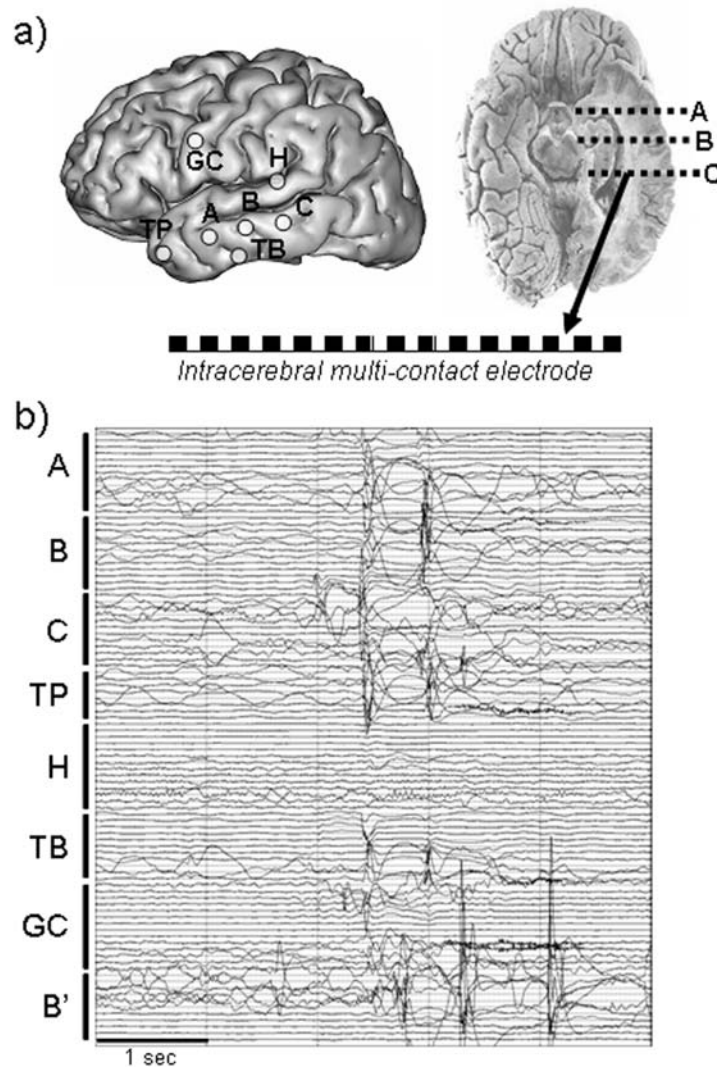 a)
GC
H
A
B
C
TP
TB
A
B
C
Intracerebral multi-contact electrode
b)
A
B
C
TP
H
TB
GC
B’
1 sec